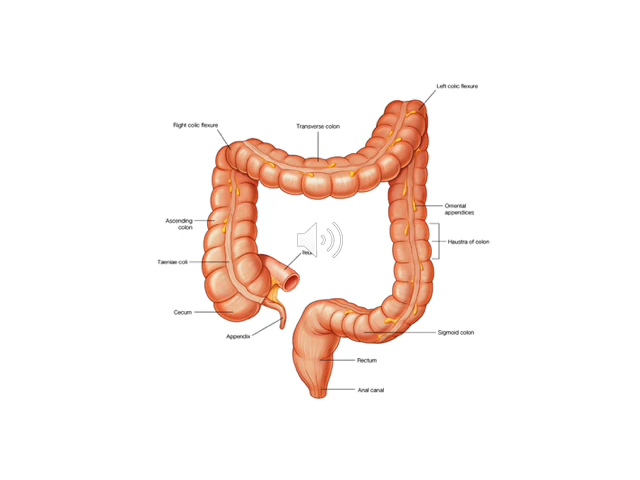 Left colic flexure
Right colic flexure
Transverse colon
Omental
appendices
Ascending
colon
Haustra of colon
Taeniae coli
Cecum
Sigmoid colon
Appendix
Rectum
Anal canal